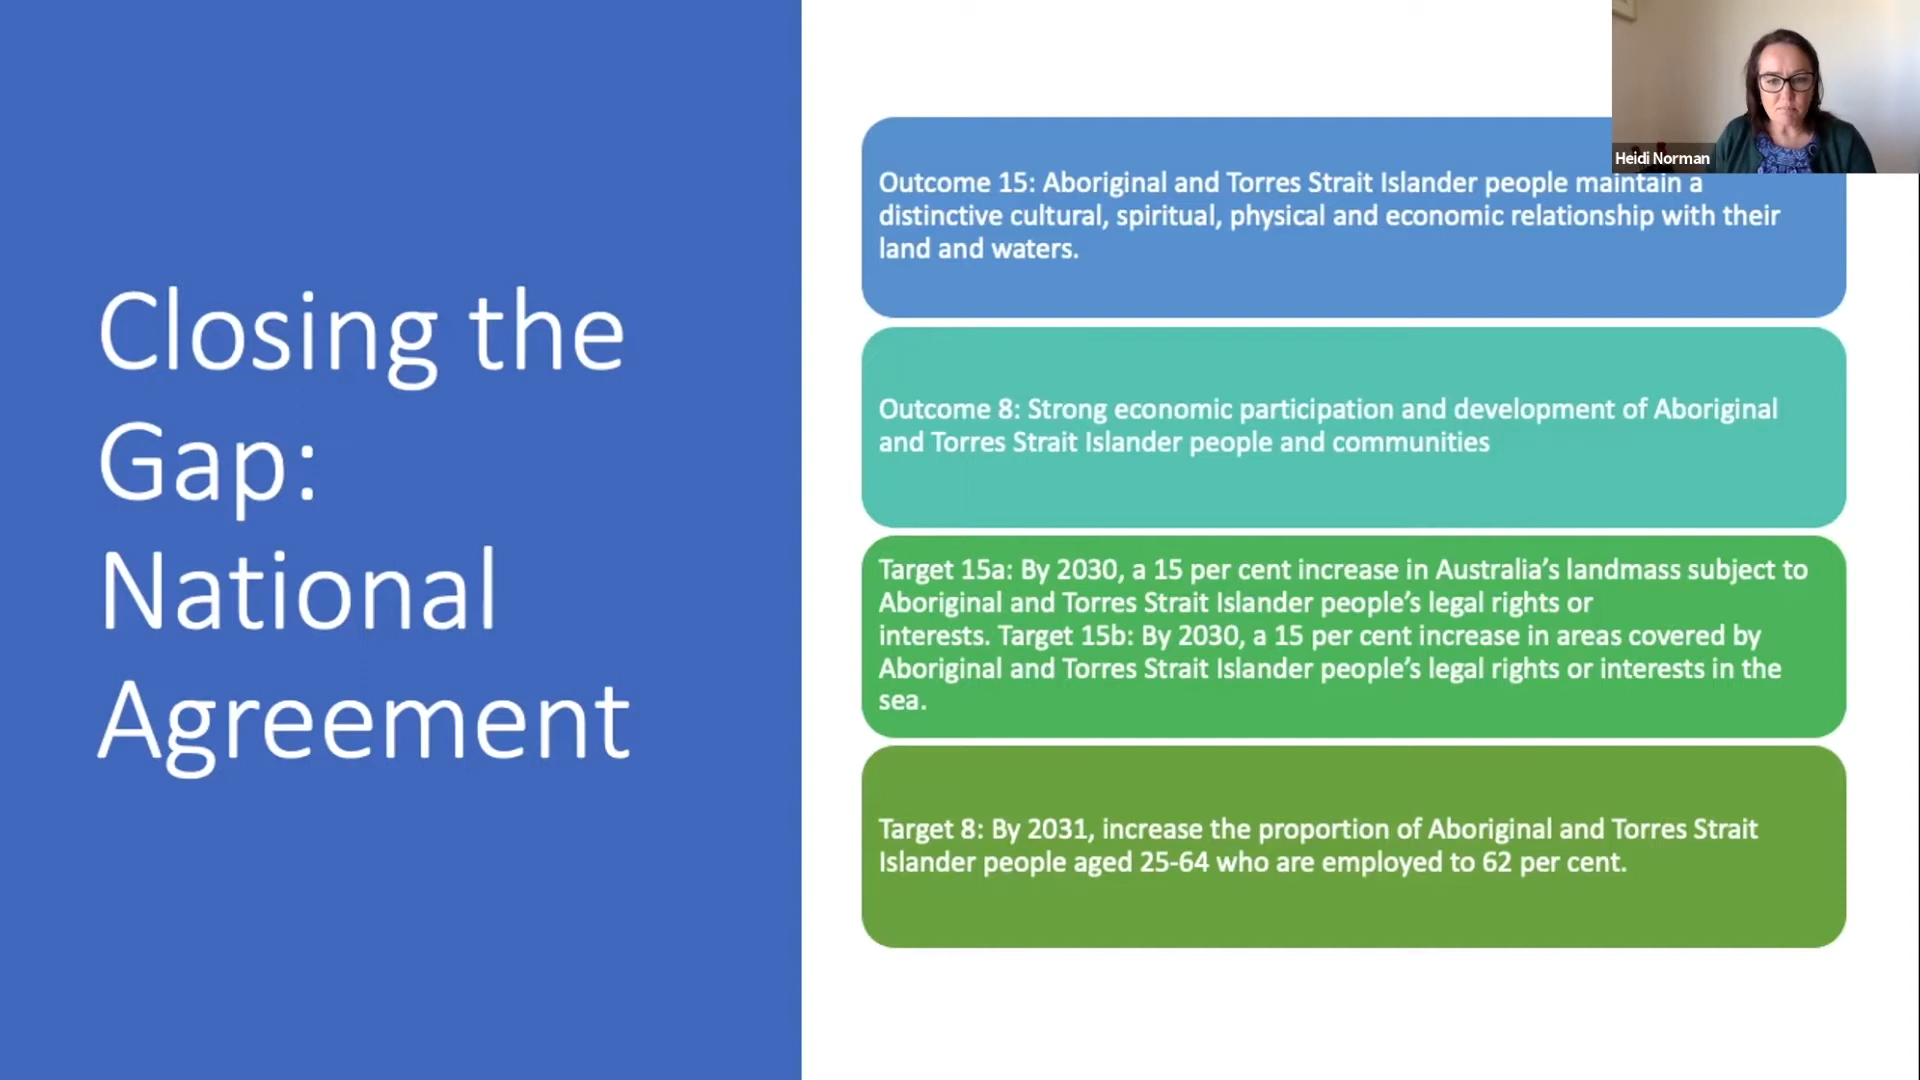 Closing the
Gap:
National
Agreement
Heidi Norman
Outcome 15: Aboriginal and Torres Strait Islander people maintain a
distinctive cultural, spiritual, physical and economic relationship with their
land and waters.
Outcome 8: Strong economic participation and development of Aboriginal
and Torres Strait Islander people and communities
Target 15a: By 2030, a 15 per cent increase in Australia’s landmass subject to
Aboriginal and Torres Strait Islander people’s legal rights or
interests. Target 15b: By 2030, a 15 per cent increase in areas covered by
Aboriginal and Torres Strait Islander people’s legal rights or interests in the
sea.
Target 8: By 2031, increase the proportion of Aboriginal and Torres Strait
Islander people aged 25-64 who are employed to 62 per cent.